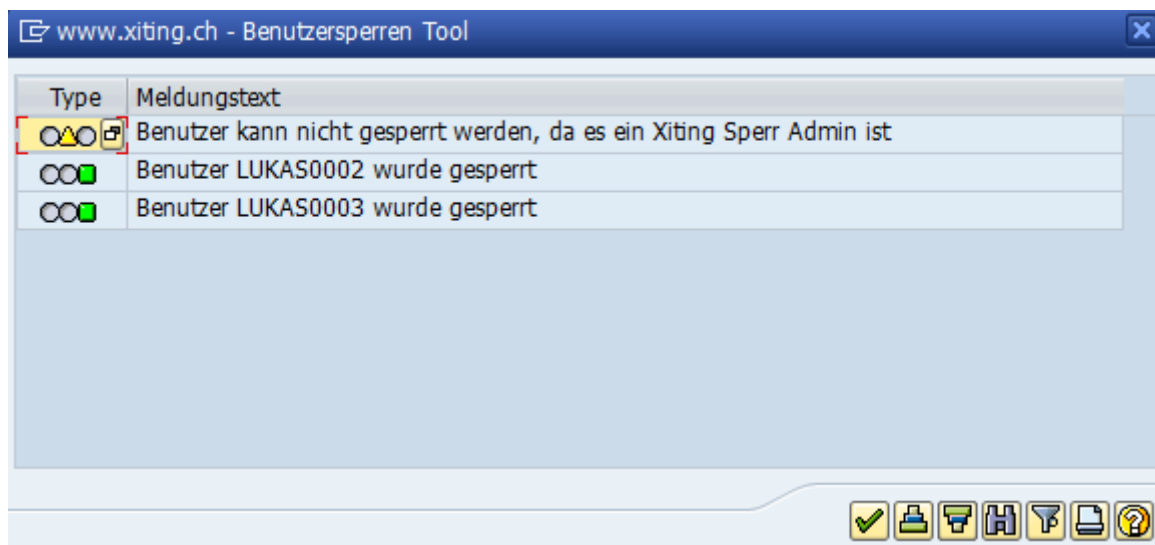 www.xiting.ch - Benutzersperren Tool
Type Meldungstext
Benutzer kann nicht gesperrt werden, da es ein Xiting Sperr Admin ist
Benutzer LUKAS0002 wurde gesperrt
Benutzer LUKAS0003 wurde gesperrt